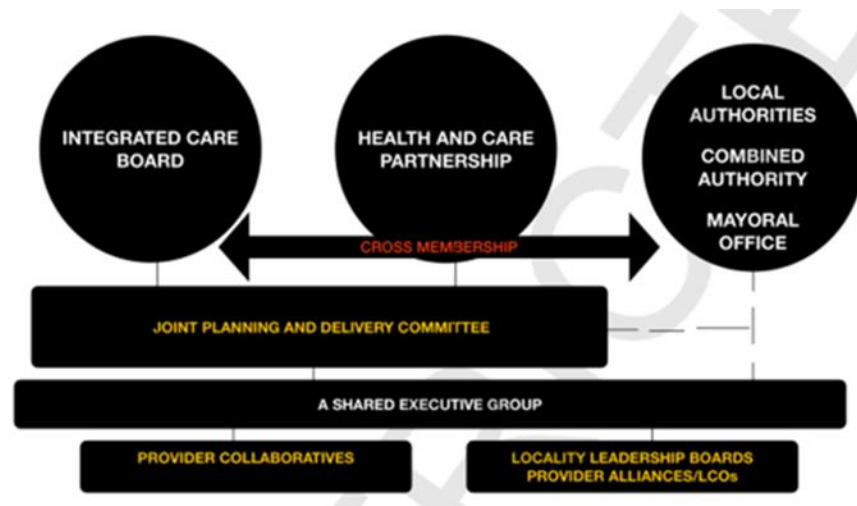 INTEGRATED CARE
BOARD
HEALTH AND CARE
PARTNERSHIP
LOCAL
AUTHORITIES
COMBINED
AUTHORITY
MAYORAL
OFFICE
CROSS MEMBERSHIP
JOINT PLANNING AND DELIVERY COMMITTEE
A SHARED EXECUTIVE GROUP
PROVIDER COLLABORATIVES
LOCALITY LEADERSHIP BOARDS
PROVIDER ALLIANCES/LCOs